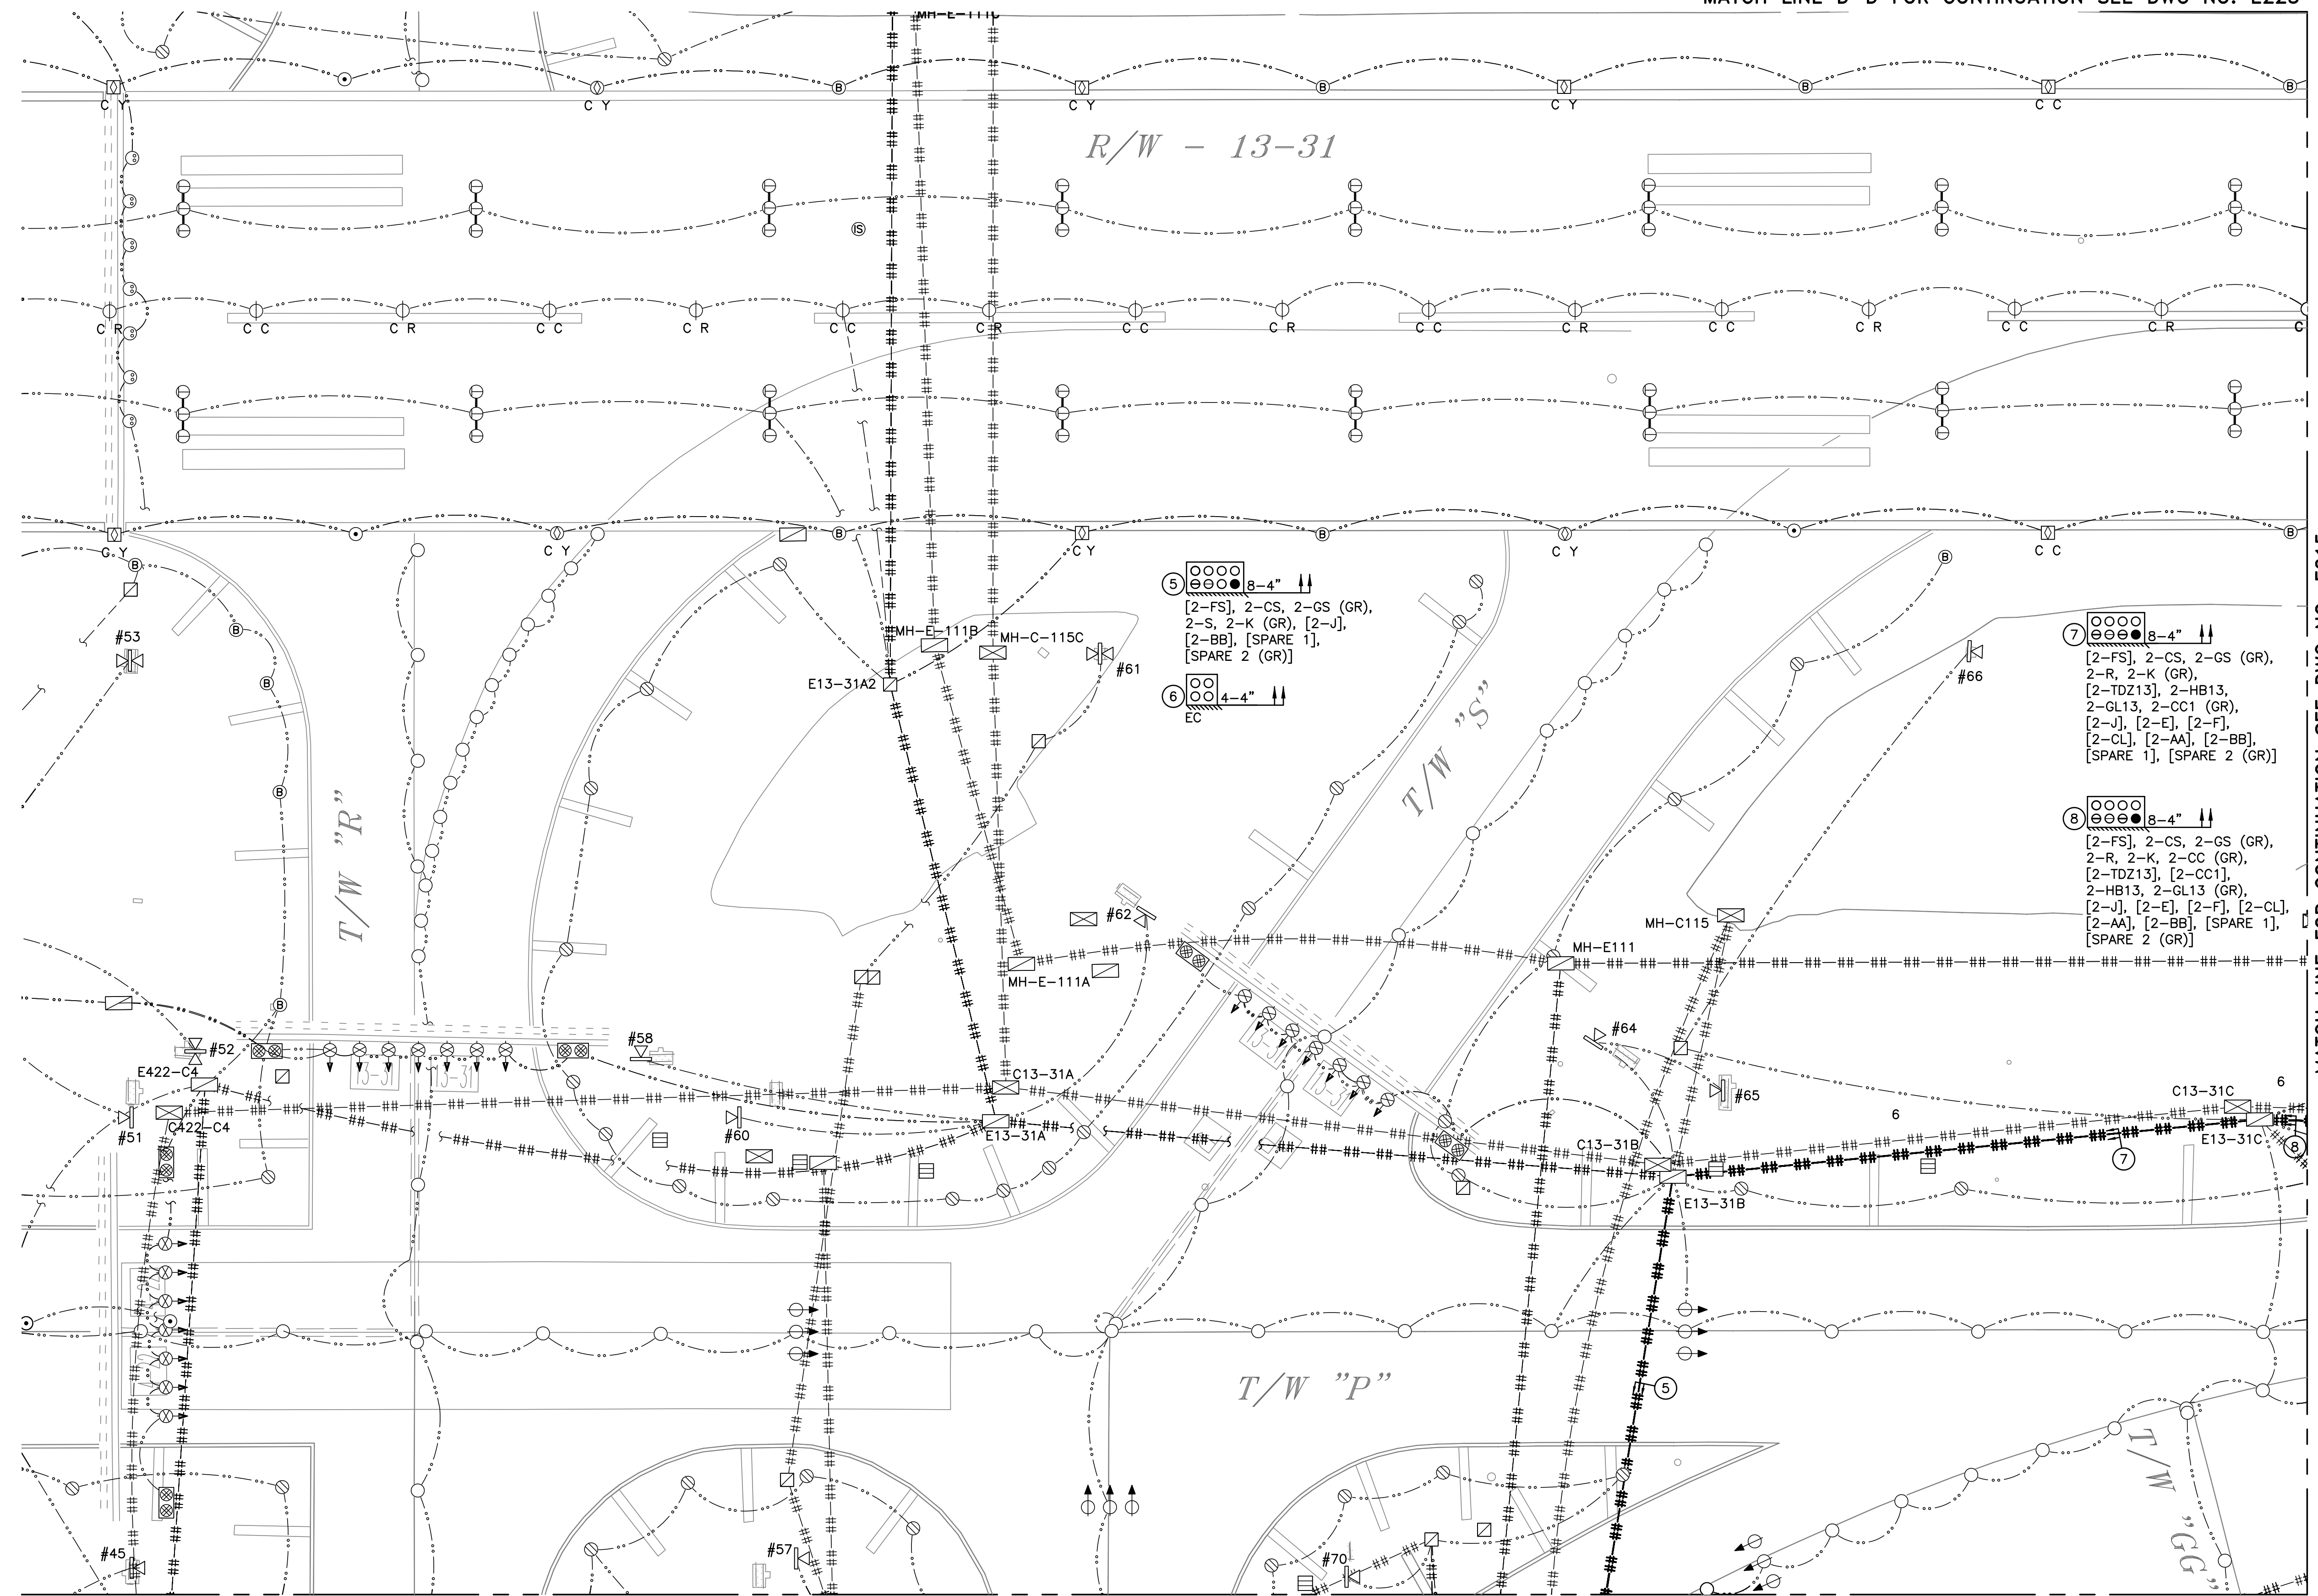 MATCH LINE D-D FOR CONTINUATION SEE DWG NO. E223
MH-E-111C
C Y
C Y
C Y
C Y
C C
B
B
B
B
R/W - 13-31
S
C R
C C
C R
C C
C R
C C
C R
C C
C R
C C
C R
C C
C R
C C
C R
C
C Y
C Y
C Y
C Y
C C
B
B
B
B
B
#53
B
B
MH-E-111B
MH-C-115C
#61
E13-31A2
5
8-4"
[2-FS], 2-CS, 2-GS (GR),
2-S, 2-K (GR), [2-J],
[2-BB], [SPARE 1],
[SPARE 2 (GR)]
6
4-4"
EC
B
#66
7
8-4"
[2-FS], 2-CS, 2-GS (GR),
2-R, 2-K (GR),
[2-TDZ13], 2-HB13,
2-GL13, 2-CC1 (GR),
[2-J], [2-E], [2-F],
[2-CL], [2-AA], [2-BB],
[SPARE 1], [SPARE 2 (GR)]
8
8-4"
[2-FS], 2-CS, 2-GS (GR),
2-R, 2-K, 2-CC (GR),
[2-TDZ13], [2-CC1],
2-HB13, 2-GL13 (GR),
[2-J], [2-E], [2-F], [2-CL],
[2-AA], [2-BB], [SPARE 1],
[SPARE 2 (GR)]
B
T/W "R"
T/W "S"
#62
MH-C115
MH-E111
MH-E-111A
B
#52
#58
13-31
13-31
13-31
13-31
#64
#65
E422-C4
C422-C4
#51
#60
C13-31A
E13-31A
C13-31B
E13-31B
C13-31C
E13-31C
6
6
7
8
T/W "P"
5
T/W "GG"
#45
#57
#70